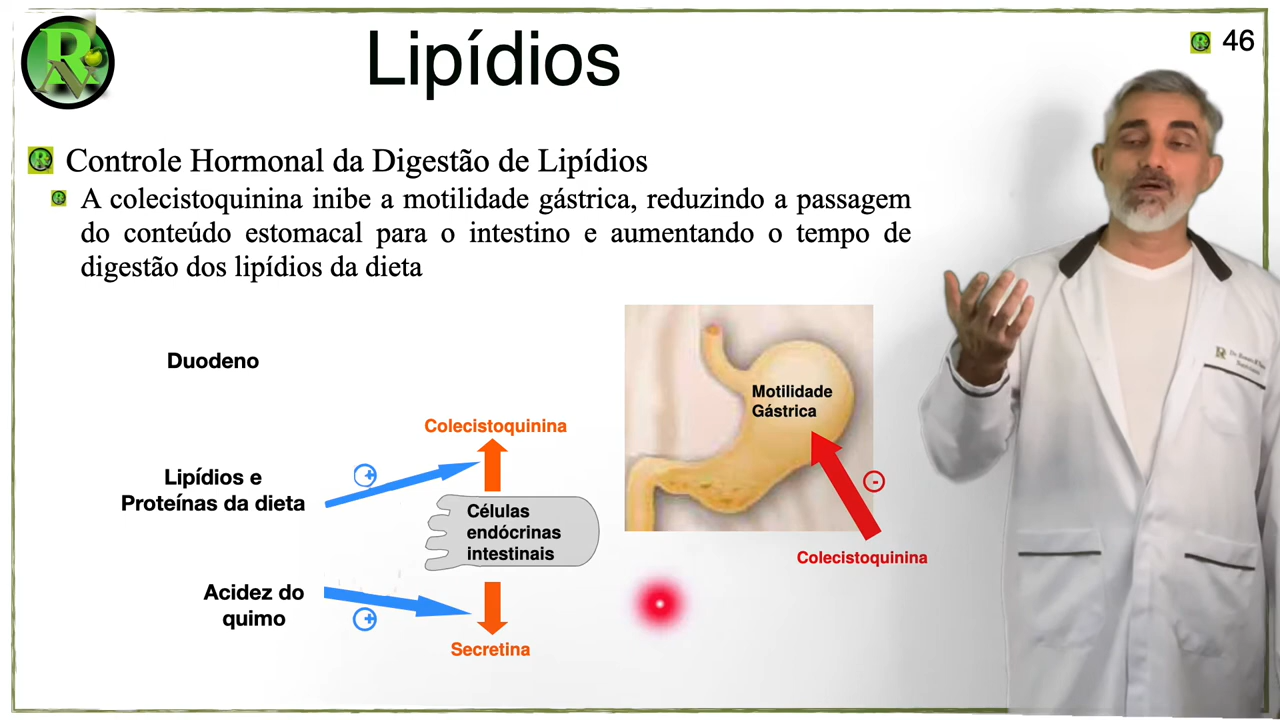 Lipídios
46
Controle Hormonal da Digestão de Lipídios
A colecistoquinina inibe a motilidade gástrica, reduzindo a passagem
do conteúdo estomacal para o intestino e aumentando o tempo de
digestão dos lipídios da dieta
Duodeno
Motilidade
Gástrica
Colecistoquinina
Lipídios e
Proteínas da dieta
+
Células
endócrinas
intestinais
-
Colecistoquinina
Acidez do
quimo
+
Secretina